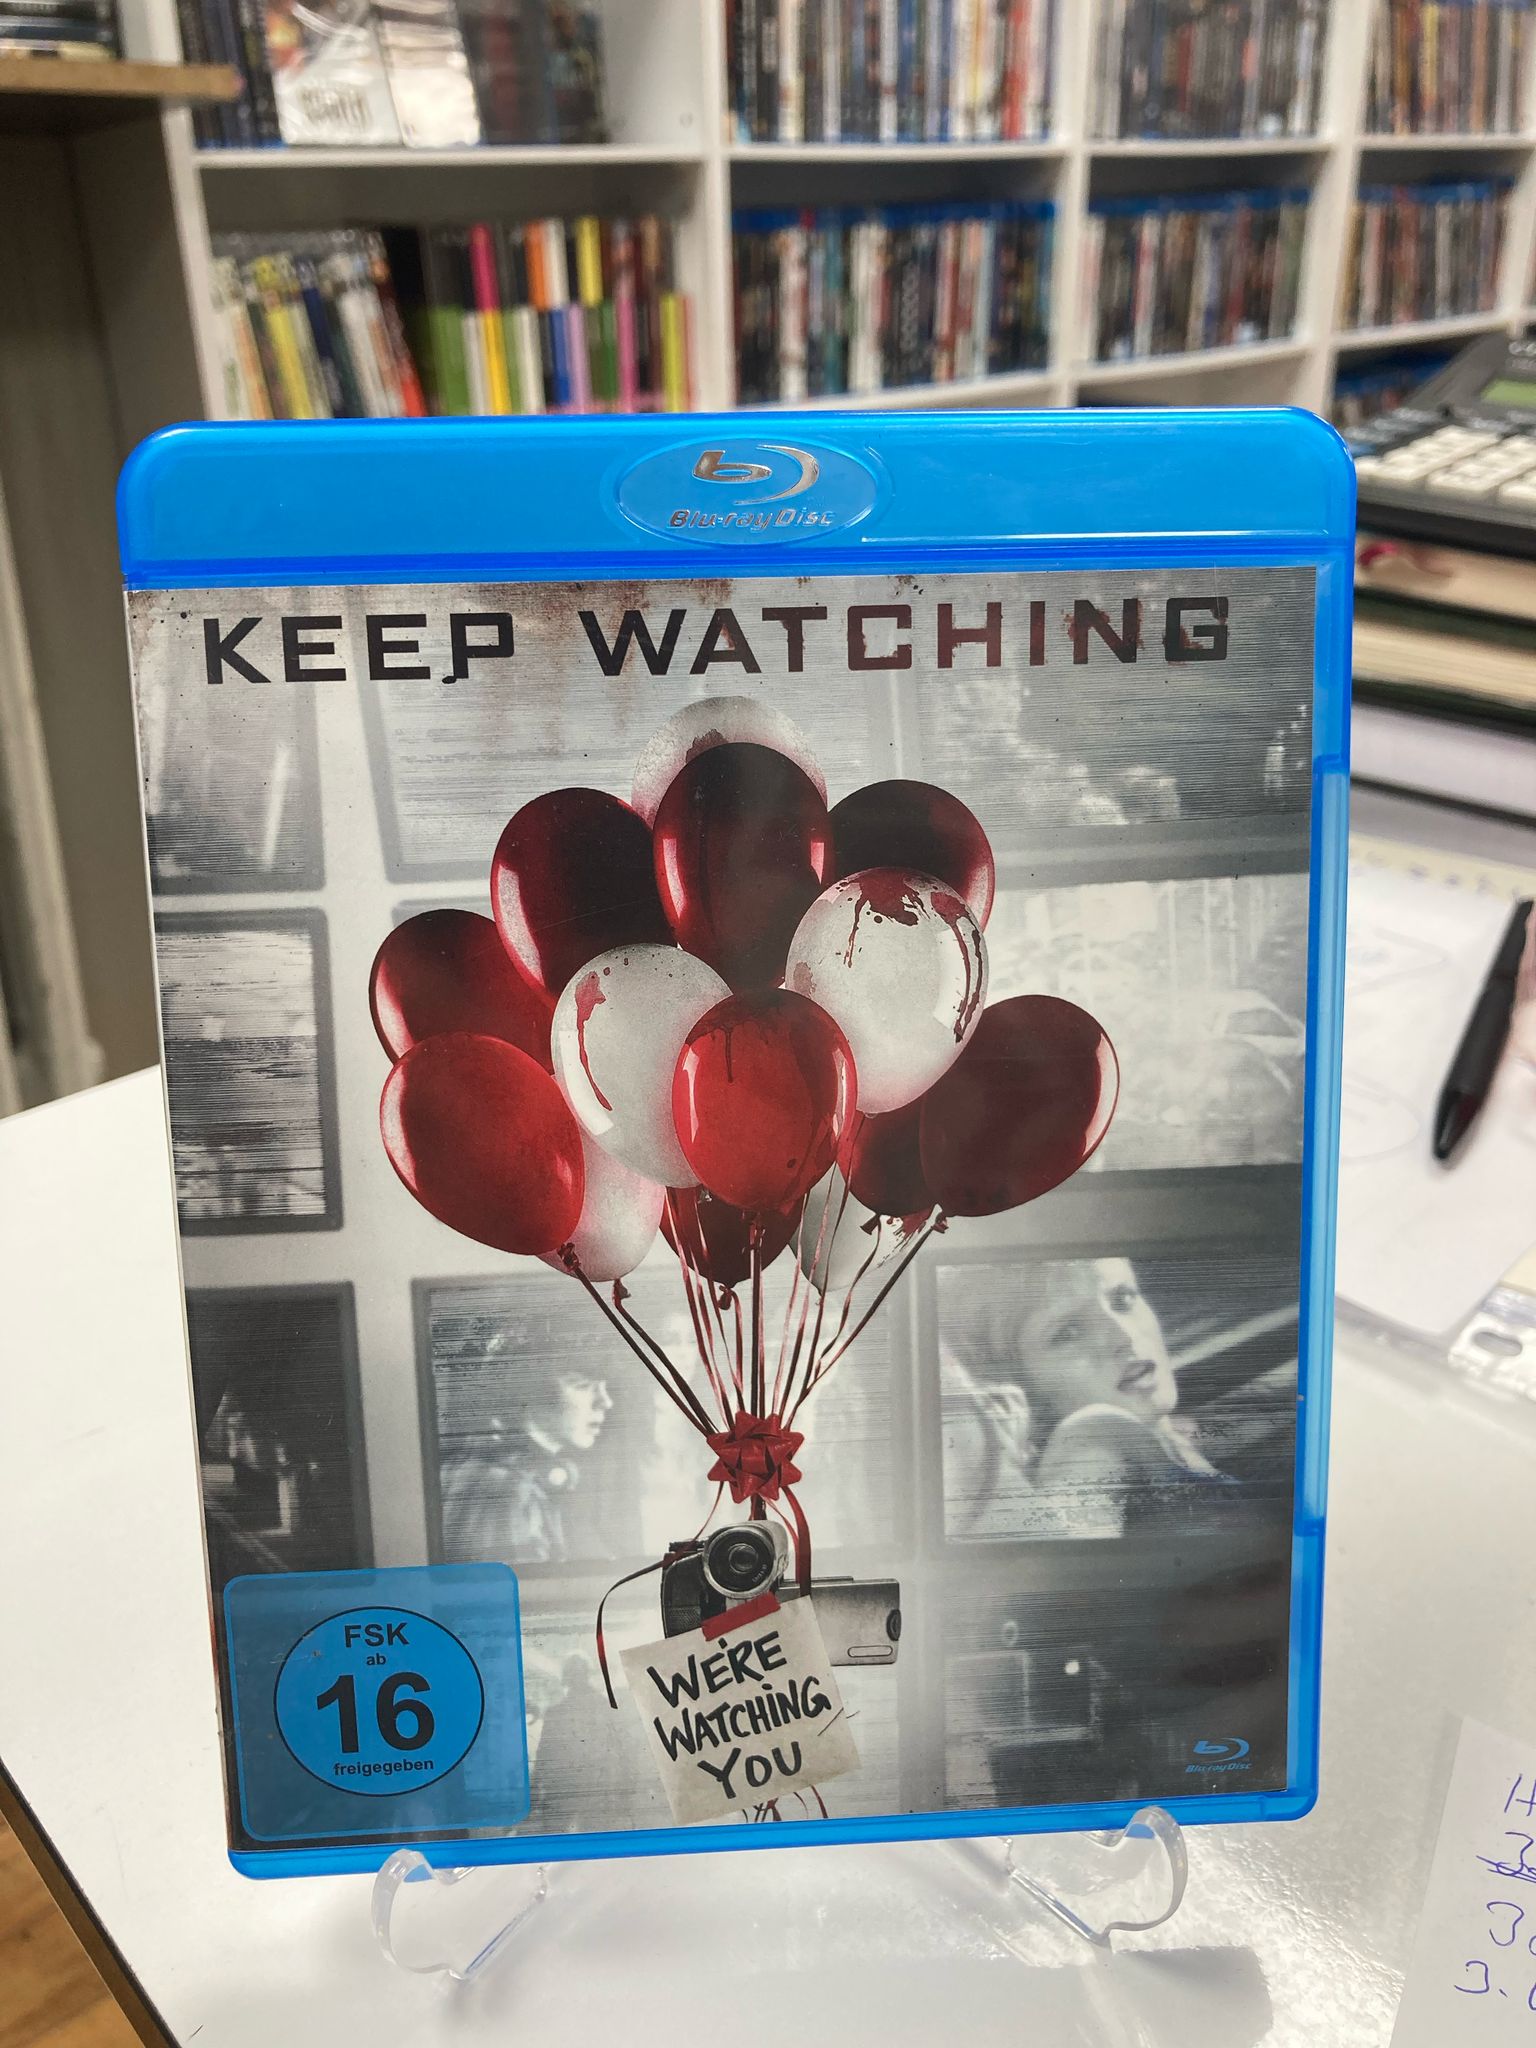 Blu-ray Disc
KEEP WATCHING
FSK
ab
16
freigegeben
WE'RE
WATCHING
YOU
Blu-ray Disc